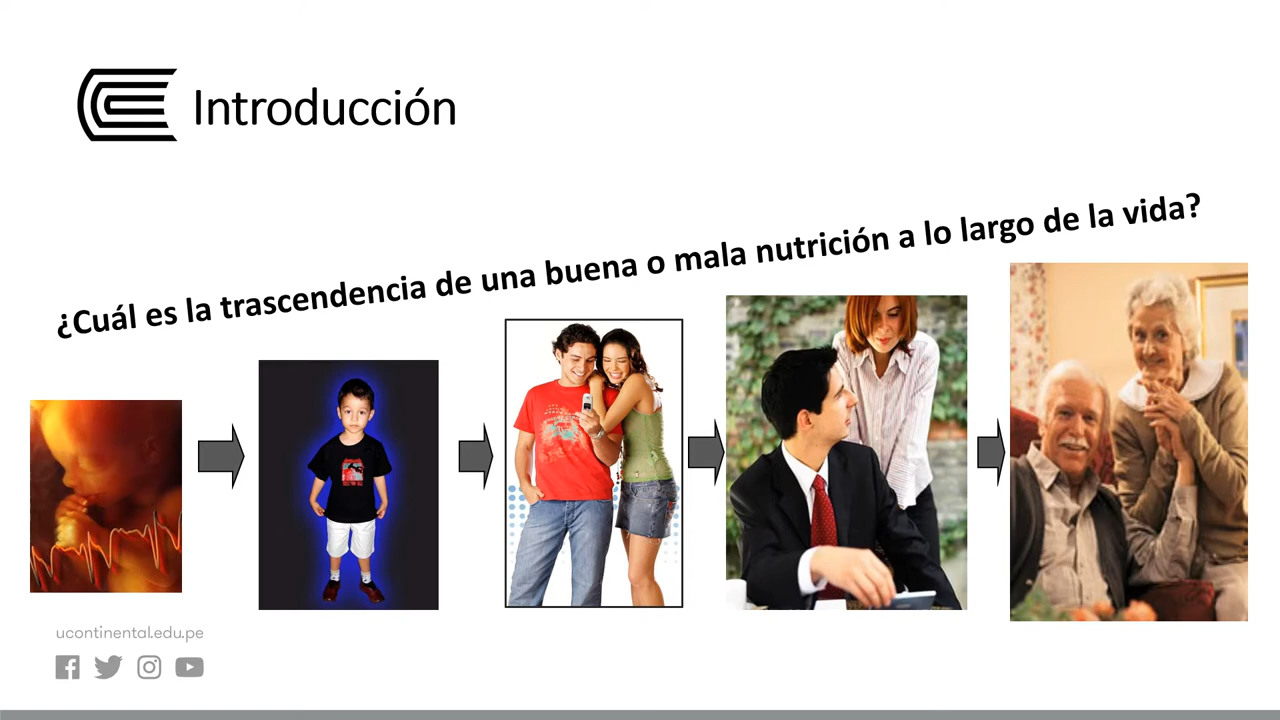 Introducción
¿Cuál es la trascendencia de una buena o mala nutrición a lo largo de la vida?
ucontinental.edu.pe